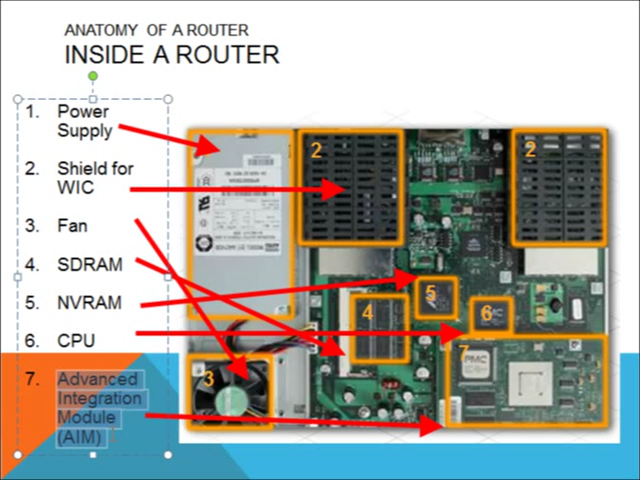 ANATOMY OF A ROUTER
INSIDE A ROUTER
1. Power
Supply
2. Shield for
WIC
3. Fan
4. SDRAM
5. NVRAM
6. CPU
7. Advanced
Integration
Module
(AIM)
2
2
5
4
6
7
PMC
3